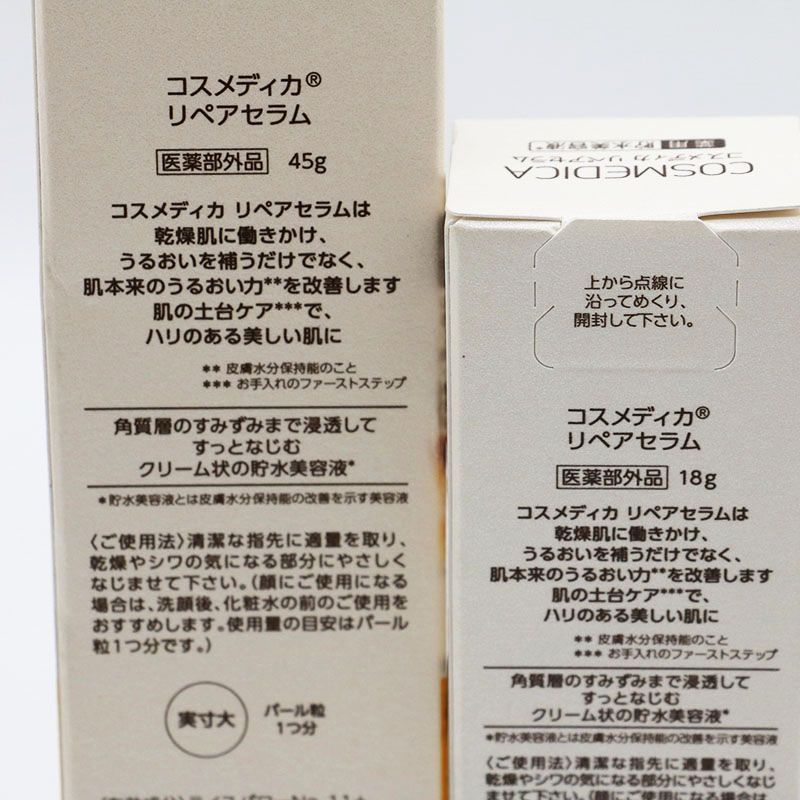 コスメディカ®
リペアセラム
医薬部外品 45g
コスメディカ リペアセラムは
乾燥肌に働きかけ、
うるおいを補うだけでなく、
肌本来のうるおい力**を改善します
肌の土台ケア***で、
ハリのある美しい肌に
** 皮膚水分保持能のこと
*** お手入れのファーストステップ
角質層のすみずみまで浸透して
すっとなじむ
クリーム状の貯水美容液*
*貯水美容液とは皮膚水分保持能の改善を示す美容液
〈ご使用法〉清潔な指先に適量を取り、
乾燥やシワの気になる部分にやさしく
なじませて下さい。（顔にご使用になる
場合は、洗顔後、化粧水の前のご使用を
おすすめします。使用量の目安はパール
粒1つ分です。）
実寸大
パール粒
1つ分
COSMEDICA
コスメディカ リペアセラム
薬用 貯水美容液*
上から点線に
沿ってめくり、
開封して下さい。
コスメディカ®
リペアセラム
医薬部外品 18g
コスメディカ リペアセラムは
乾燥肌に働きかけ、
うるおいを補うだけでなく、
肌本来のうるおい力**を改善します
肌の土台ケア***で、
ハリのある美しい肌に
** 皮膚水分保持能のこと
*** お手入れのファーストステップ
角質層のすみずみまで浸透して
すっとなじむ
クリーム状の貯水美容液*
*貯水美容液とは皮膚水分保持能の改善を示す美容液
〈ご使用法〉清潔な指先に適量を取り、
乾燥やシワの気になる部分にやさしくなじ